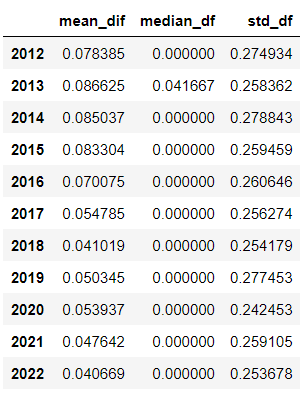 mean_dif median_df std_df
2012 0.078385 0.000000 0.274934
2013 0.086625 0.041667 0.258362
2014 0.085037 0.000000 0.278843
2015 0.083304 0.000000 0.259459
2016 0.070075 0.000000 0.260646
2017 0.054785 0.000000 0.256274
2018 0.041019 0.000000 0.254179
2019 0.050345 0.000000 0.277453
2020 0.053937 0.000000 0.242453
2021 0.047642 0.000000 0.259105
2022 0.040669 0.000000 0.253678